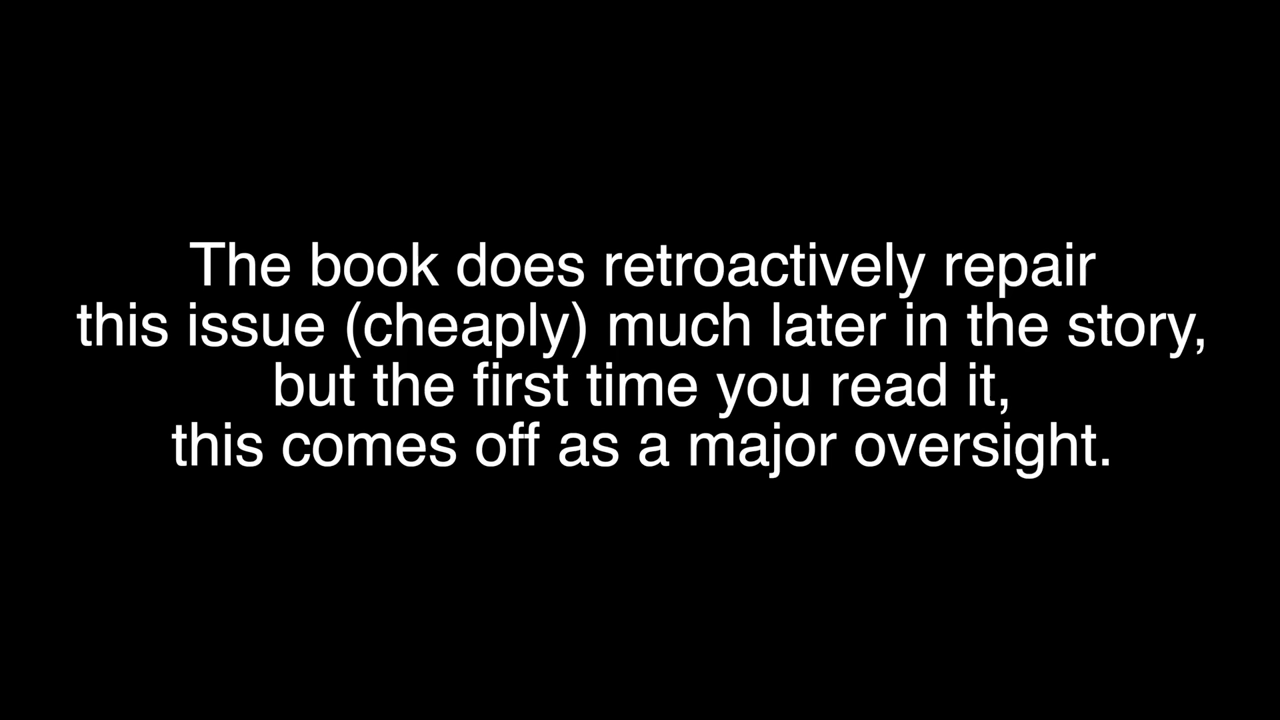 The book does retroactively repair
this issue (cheaply) much later in the story,
but the first time you read it,
this comes off as a major oversight.